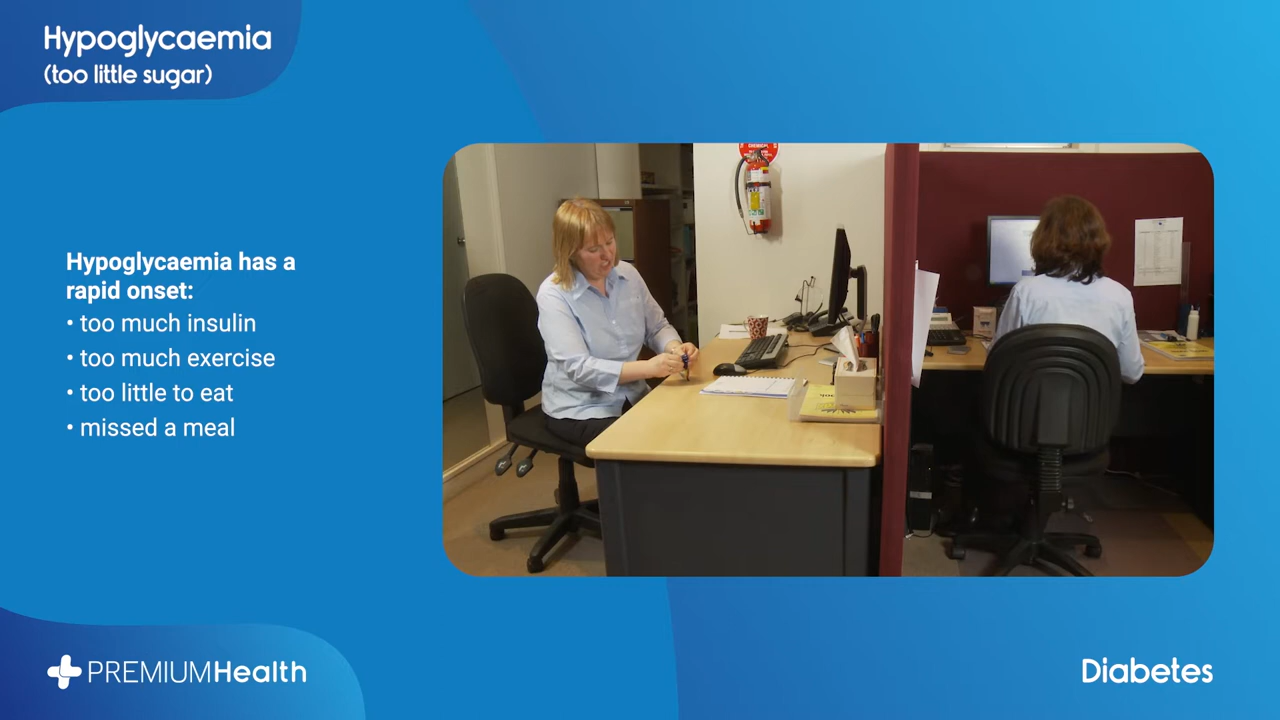 Hypoglycaemia
(too little sugar)
Hypoglycaemia has a
rapid onset:
• too much insulin
• too much exercise
• too little to eat
• missed a meal
CHEMICAL
PREMIUMHealth
Diabetes